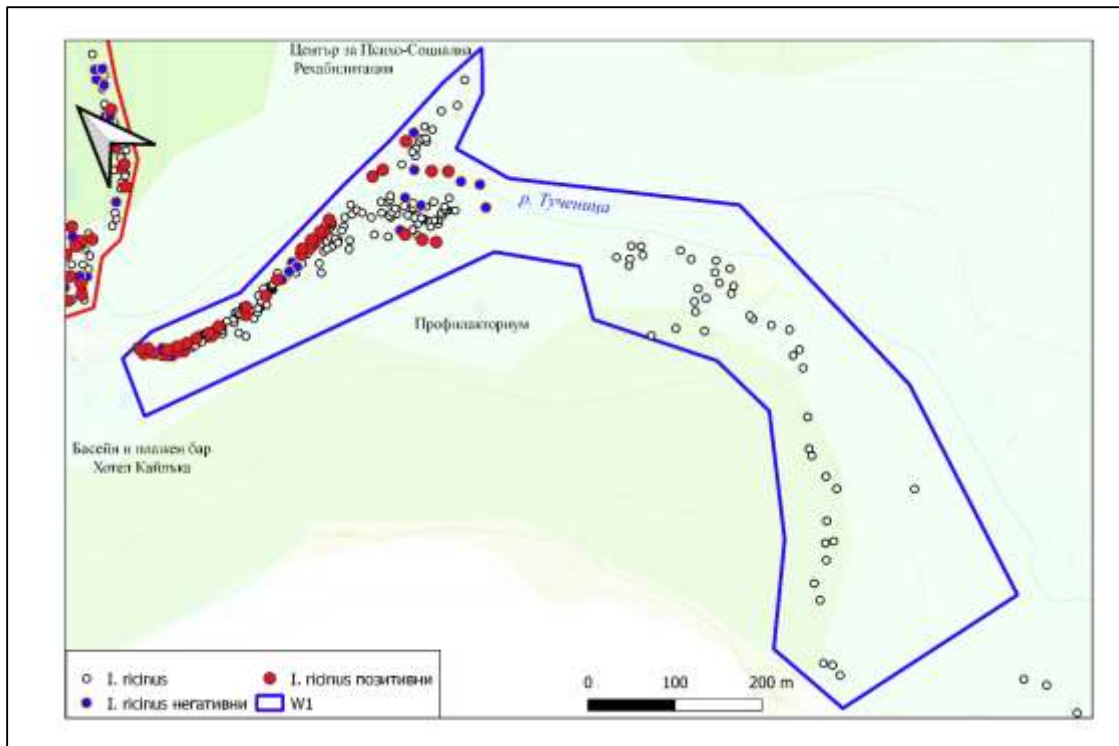 Център за Психо-Социална
Рехабилитация
р. Тученица
Профилакториум
Басейн и плажен бар
Хотел Кайлъка
I. ricinus
I. ricinus позитивни
I. ricinus негативни
W1
0 100 200 m